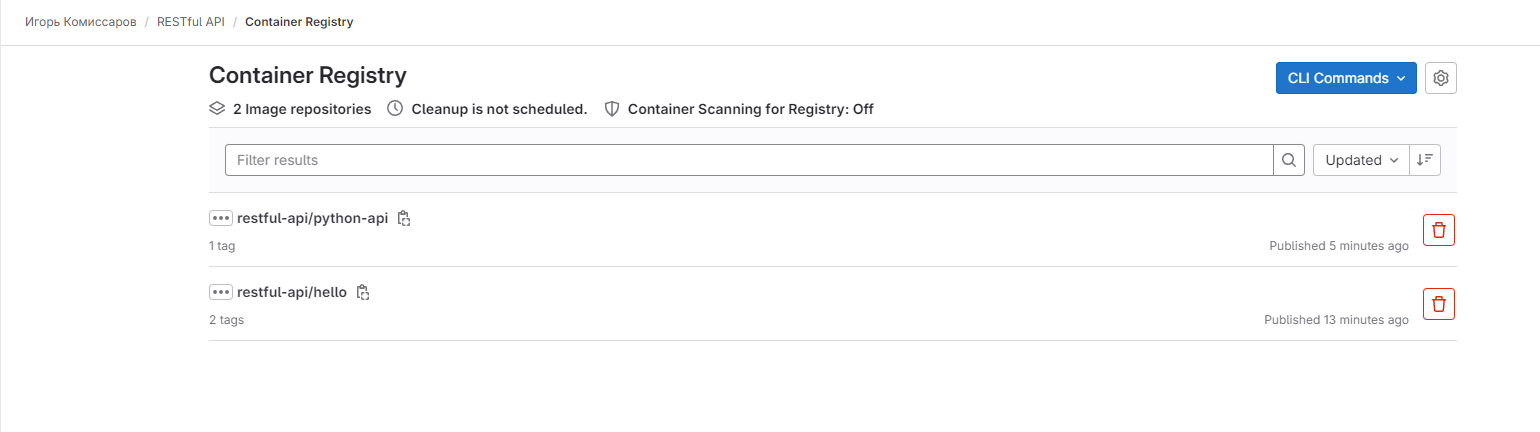 Игорь Комиссаров / RESTful API / Container Registry
Container Registry
CLI Commands
2 Image repositories Cleanup is not scheduled. Container Scanning for Registry: Off
Filter results
Updated
restful-api/python-api
1 tag
Published 5 minutes ago
restful-api/hello
2 tags
Published 13 minutes ago